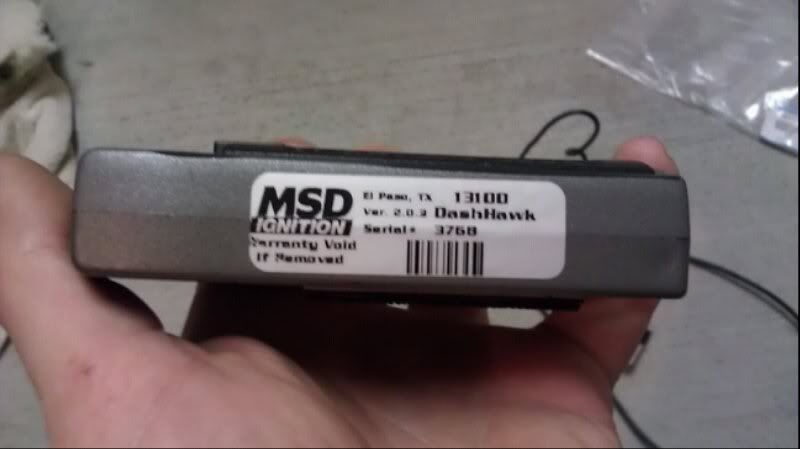 MSD
IGNITION
El Paso, TX 13100
Ver. 2.0.3 DashHawk
Serial# 3768
Warranty Void
If Removed